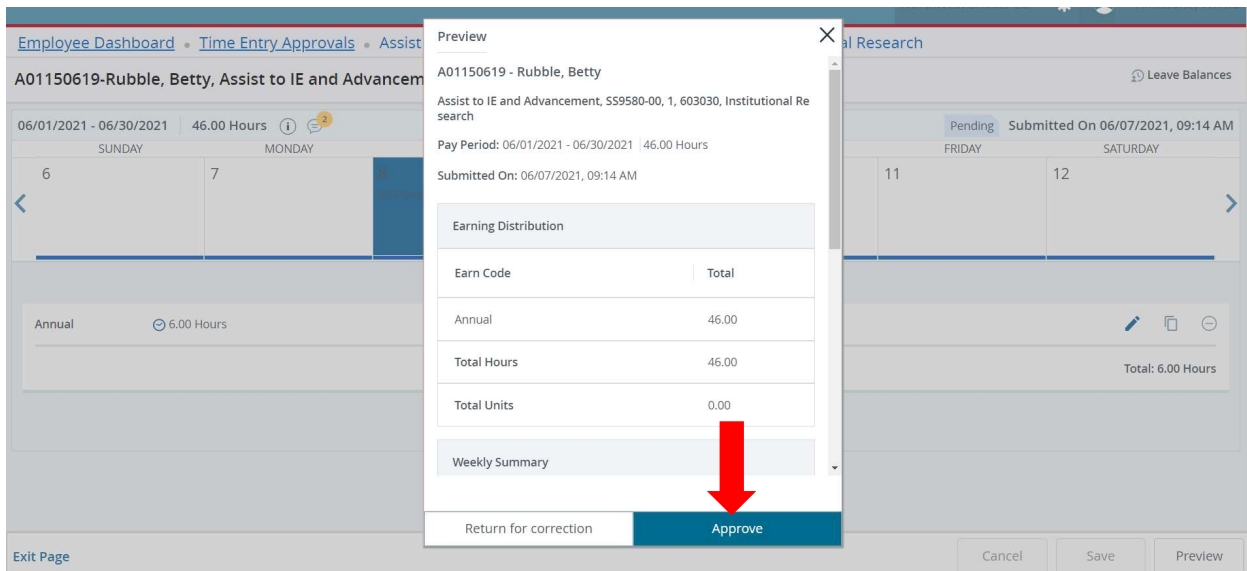 Employee Dashboard • Time Entry Approvals • Assist
al Research
A01150619-Rubble, Betty, Assist to IE and Advancem
Leave Balances
06/01/2021 - 06/30/2021 46.00 Hours 2
Pending Submitted On 06/07/2021, 09:14 AM
SUNDAY MONDAY FRIDAY SATURDAY
6 7 8 11 12
Annual 6.00 Hours
Total: 6.00 Hours
Exit Page
Cancel Save Preview
Preview
A01150619 - Rubble, Betty
Assist to IE and Advancement, SS9580-00, 1, 603030, Institutional Re
search
Pay Period: 06/01/2021 - 06/30/2021 46.00 Hours
Submitted On: 06/07/2021, 09:14 AM
Earning Distribution
Earn Code Total
Annual 46.00
Total Hours 46.00
Total Units 0.00
Weekly Summary
Return for correction Approve